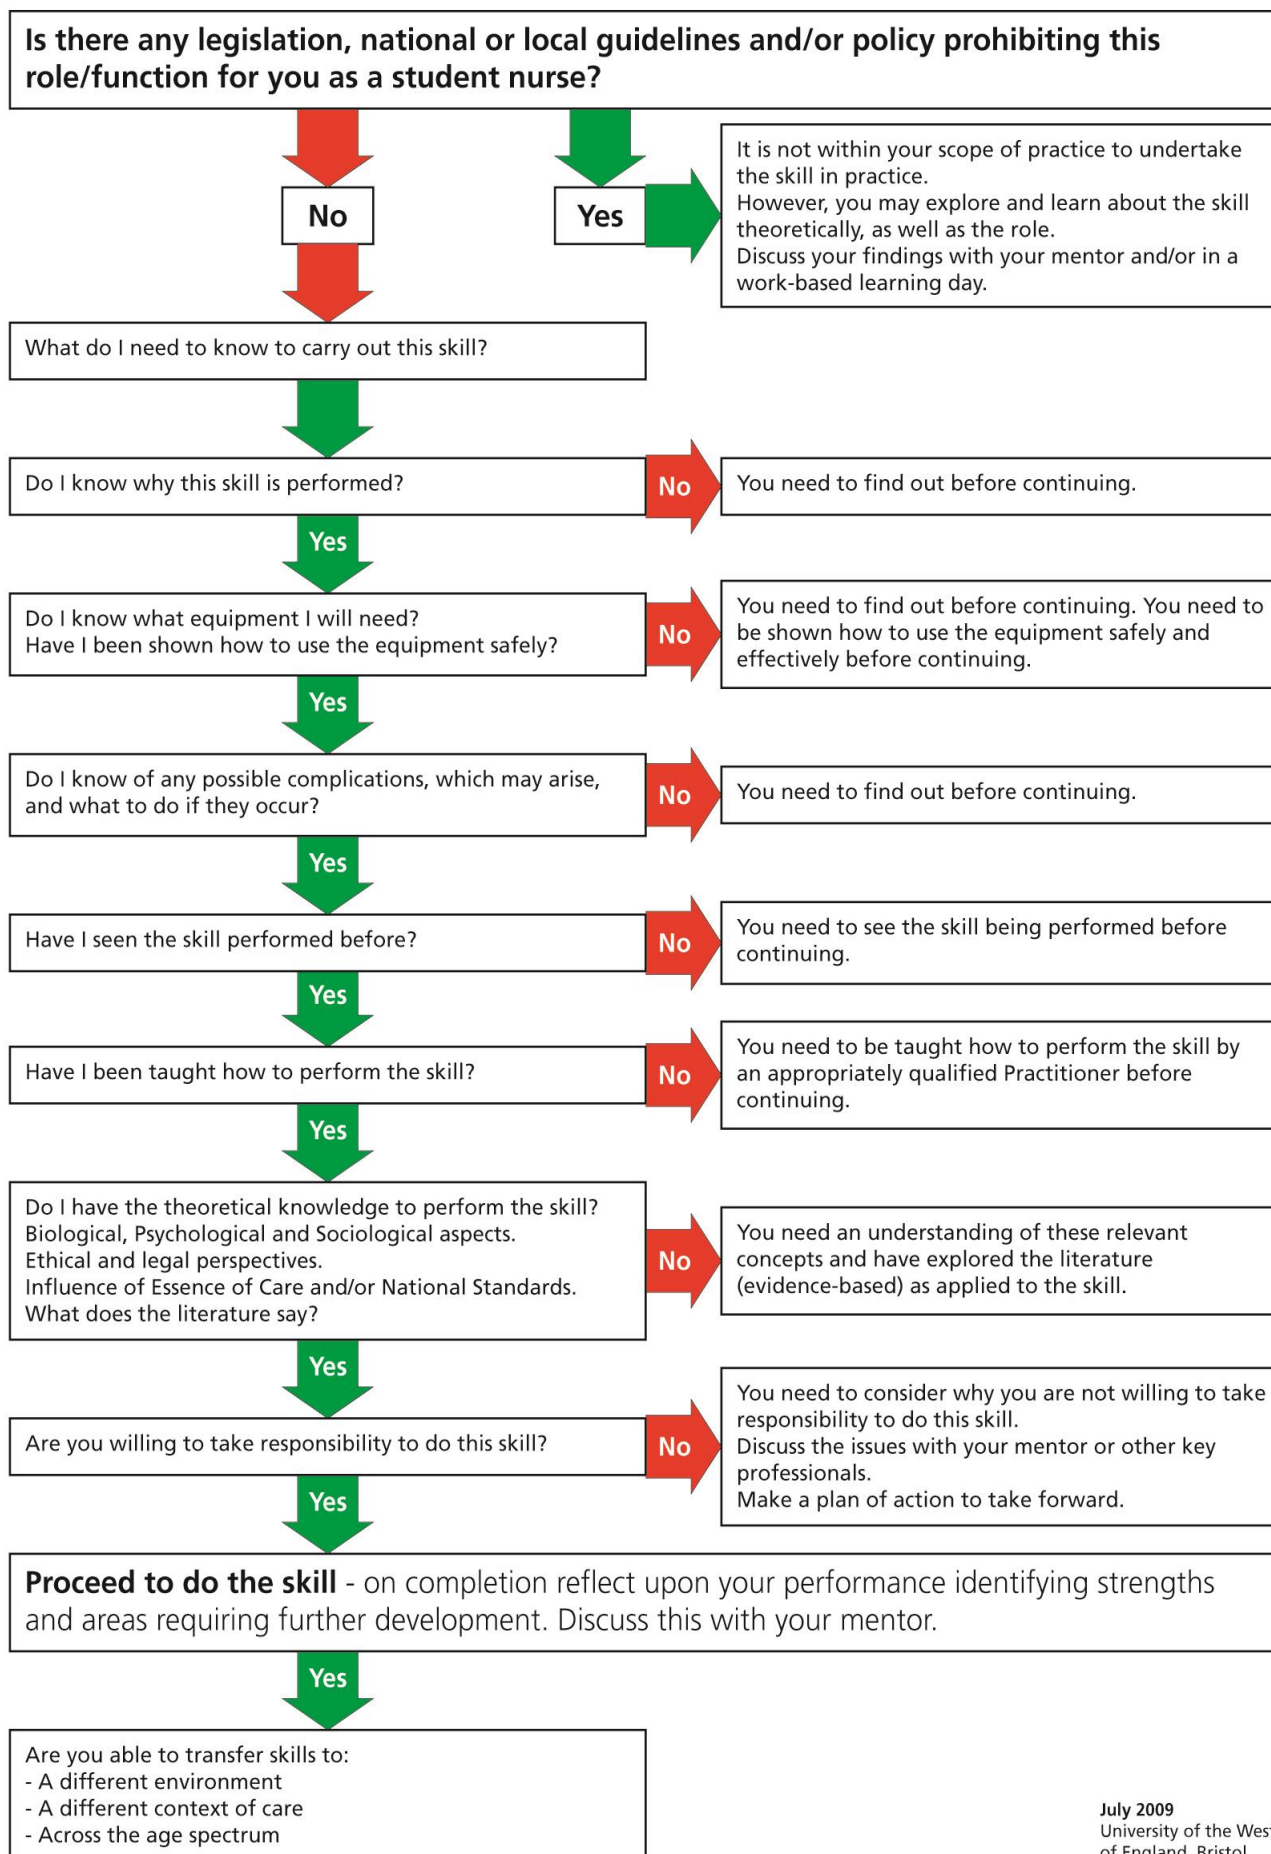 Is there any legislation, national or local guidelines and/or policy prohibiting this
role/function for you as a student nurse?
No
Yes
It is not within your scope of practice to undertake
the skill in practice.
However, you may explore and learn about the skill
theoretically, as well as the role.
Discuss your findings with your mentor and/or in a
work-based learning day.
What do I need to know to carry out this skill?
Do I know why this skill is performed?
No
You need to find out before continuing.
Yes
Do I know what equipment I will need?
Have I been shown how to use the equipment safely?
No
You need to find out before continuing. You need to
be shown how to use the equipment safely and
effectively before continuing.
Yes
Do I know of any possible complications, which may arise,
and what to do if they occur?
No
You need to find out before continuing.
Yes
Have I seen the skill performed before?
No
You need to see the skill being performed before
continuing.
Yes
Have I been taught how to perform the skill?
No
You need to be taught how to perform the skill by
an appropriately qualified Practitioner before
continuing.
Yes
Do I have the theoretical knowledge to perform the skill?
Biological, Psychological and Sociological aspects.
Ethical and legal perspectives.
Influence of Essence of Care and/or National Standards.
What does the literature say?
No
You need an understanding of these relevant
concepts and have explored the literature
(evidence-based) as applied to the skill.
Yes
Are you willing to take responsibility to do this skill?
No
You need to consider why you are not willing to take
responsibility to do this skill.
Discuss the issues with your mentor or other key
professionals.
Make a plan of action to take forward.
Yes
Proceed to do the skill - on completion reflect upon your performance identifying strengths
and areas requiring further development. Discuss this with your mentor.
Yes
Are you able to transfer skills to:
- A different environment
- A different context of care
- Across the age spectrum
July 2009
University of the West
of England, Bristol